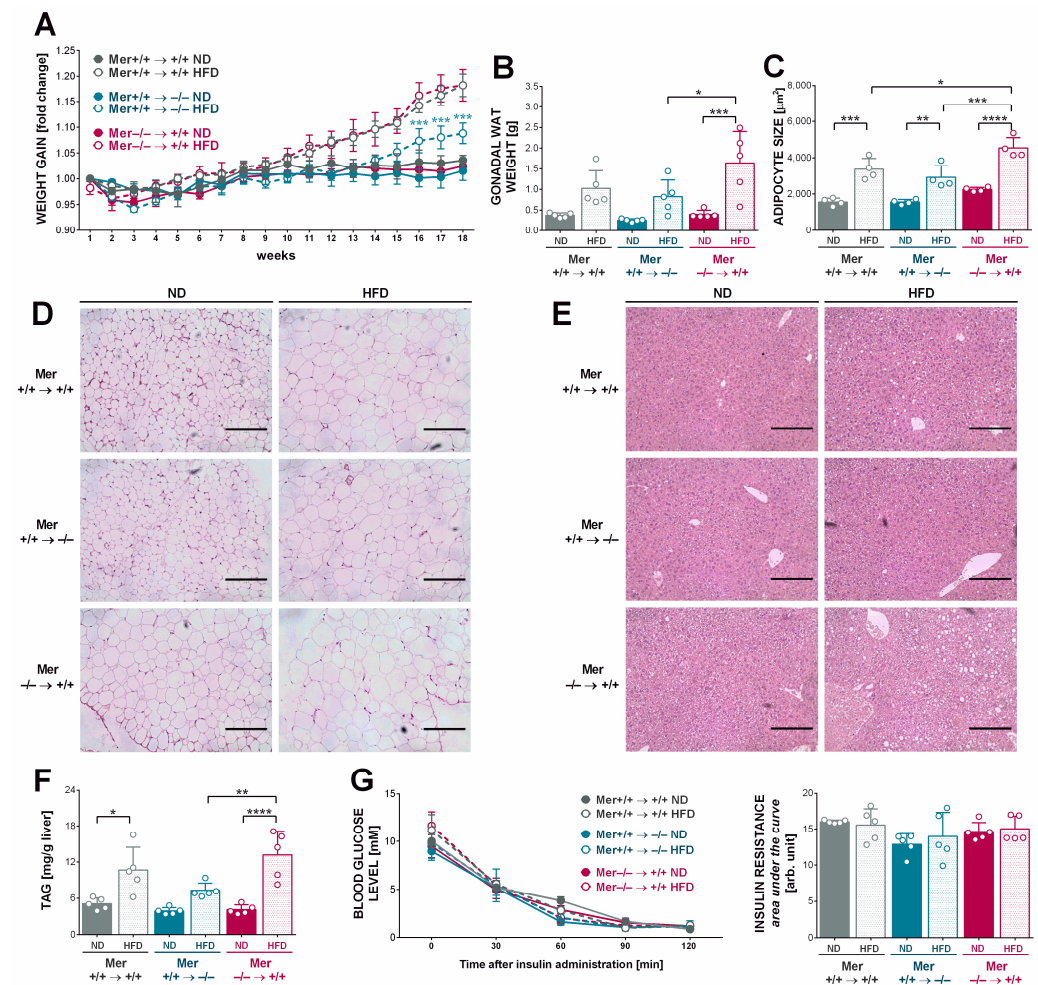 A
WEIGHT GAIN [fold change]
1.25
1.20
1.15
1.10
1.05
1.00
0.95
0.90
Mer+/+ → +/+ ND
Mer+/+ → +/+ HFD
Mer+/+ → –/– ND
Mer+/+ → –/– HFD
Mer–/– → +/+ ND
Mer–/– → +/+ HFD
*** *** ***
1 2 3 4 5 6 7 8 9 10 11 12 13 14 15 16 17 18
weeks
B
GONADAL WAT
WEIGHT [g]
3.5
3.0
2.5
2.0
1.5
1.0
0.5
0.0
*
***
ND HFD ND HFD ND HFD
Mer Mer Mer
+/+ → +/+ +/+ → –/– –/– → +/+
C
ADIPOCYTE SIZE [µm²]
8,000
6,000
4,000
2,000
0
*
***
*** ** ****
ND HFD ND HFD ND HFD
Mer Mer Mer
+/+ → +/+ +/+ → –/– –/– → +/+
D
ND HFD
Mer
+/+ → +/+
Mer
+/+ → –/–
Mer
–/– → +/+
E
ND HFD
Mer
+/+ → +/+
Mer
+/+ → –/–
Mer
–/– → +/+
F
TAG [mg/g liver]
24
18
12
6
0
**
* ****
ND HFD ND HFD ND HFD
Mer Mer Mer
+/+ → +/+ +/+ → –/– –/– → +/+
G
BLOOD GLUCOSE
LEVEL [mM]
15
10
5
0
Mer+/+ → +/+ ND
Mer+/+ → +/+ HFD
Mer+/+ → –/– ND
Mer+/+ → –/– HFD
Mer–/– → +/+ ND
Mer–/– → +/+ HFD
0 30 60 90 120
Time after insulin administration [min]
INSULIN RESISTANCE
area under the curve
[arb. unit]
20
15
10
5
0
ND HFD ND HFD ND HFD
Mer Mer Mer
+/+ → +/+ +/+ → –/– –/– → +/+